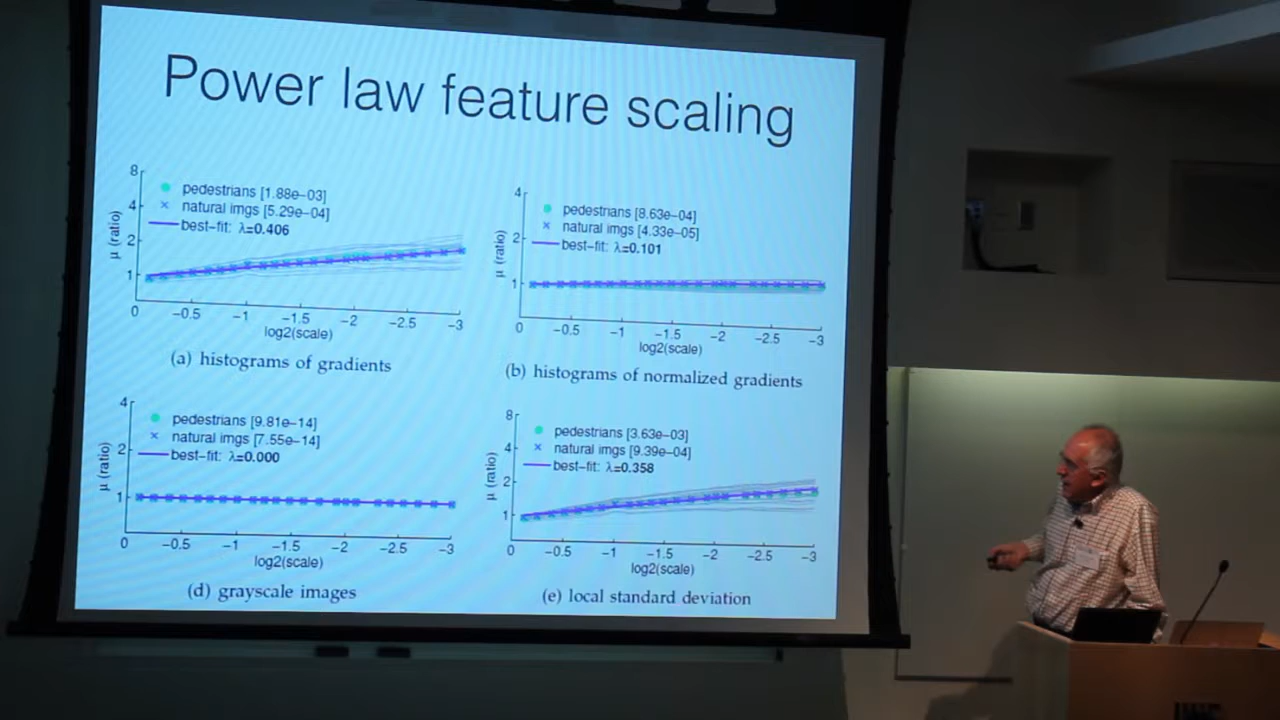 Power law feature scaling
8
4
2
1
μ (ratio)
pedestrians [1.88e−03]
natural imgs [5.29e−04]
best−fit: λ=0.406
0 −0.5 −1 −1.5 −2 −2.5 −3
log2(scale)
(a) histograms of gradients
4
2
1
μ (ratio)
pedestrians [8.63e−04]
natural imgs [4.33e−05]
best−fit: λ=0.101
0 −0.5 −1 −1.5 −2 −2.5 −3
log2(scale)
(b) histograms of normalized gradients
4
2
1
μ (ratio)
pedestrians [9.81e−14]
natural imgs [7.55e−14]
best−fit: λ=0.000
0 −0.5 −1 −1.5 −2 −2.5 −3
log2(scale)
(d) grayscale images
8
4
2
1
μ (ratio)
pedestrians [3.63e−03]
natural imgs [9.39e−04]
best−fit: λ=0.358
0 −0.5 −1 −1.5 −2 −2.5 −3
log2(scale)
(e) local standard deviation